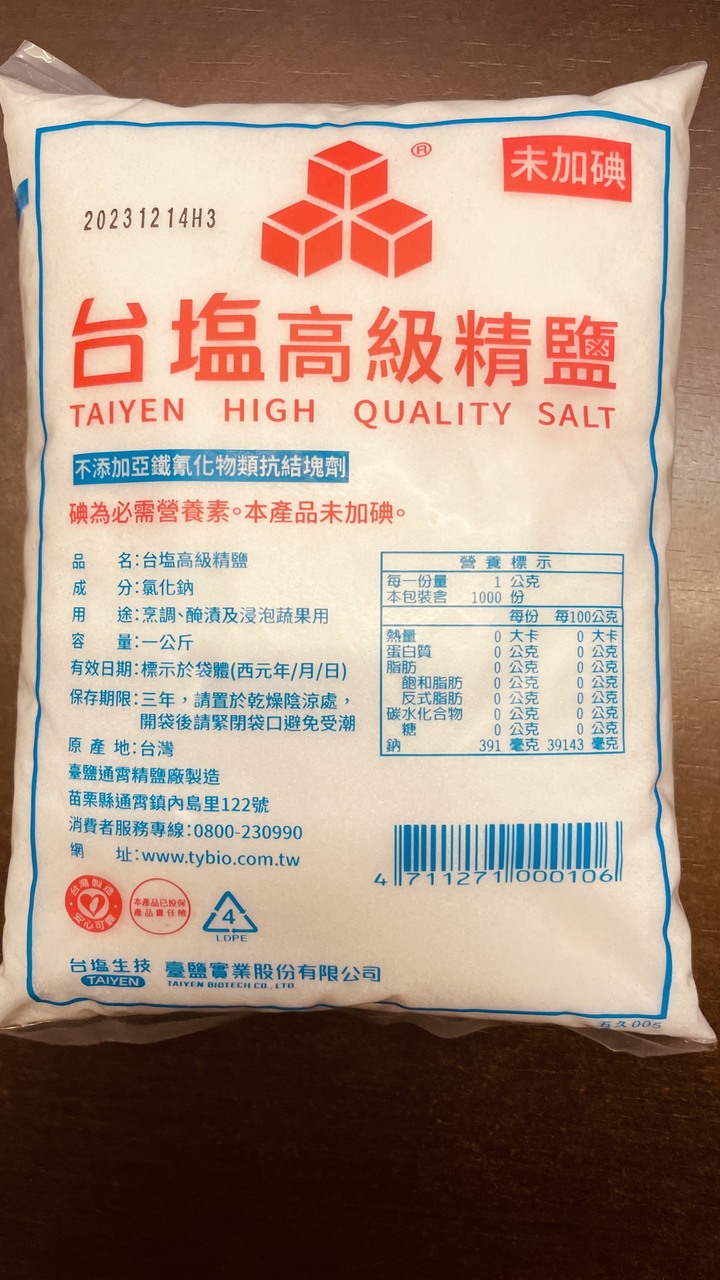 ®
未加碘
20231214H3
台塩高級精鹽
TAIYEN HIGH QUALITY SALT
不添加亞鐵氰化物類抗結塊劑
碘為必需營養素。本產品未加碘。
品 名:台塩高級精鹽
成 分:氯化鈉
用 途:烹調、醃漬及浸泡蔬果用
容 量:一公斤
有效日期:標示於袋體(西元年/月/日)
保存期限:三年,請置於乾燥陰涼處,
開袋後請緊閉袋口避免受潮
原 產 地:台灣
臺鹽通霄精鹽廠製造
苗栗縣通霄鎮內島里122號
消費者服務專線:0800-230990
網 址:www.tybio.com.tw
營養標示
每一份量 1 公克
本包裝含 1000 份
每份 每100公克
熱量 0 大卡 0 大卡
蛋白質 0 公克 0 公克
脂肪 0 公克 0 公克
飽和脂肪 0 公克 0 公克
反式脂肪 0 公克 0 公克
碳水化合物 0 公克 0 公克
糖 0 公克 0 公克
鈉 391 毫克 39143 毫克
4 711271 000106
台灣製造
安心可靠
本產品已投保
產品責任險
4
LDPE
台塩生技 臺鹽實業股份有限公司
TAIYEN TAIYEN BIOTECH CO., LTD.
五久005